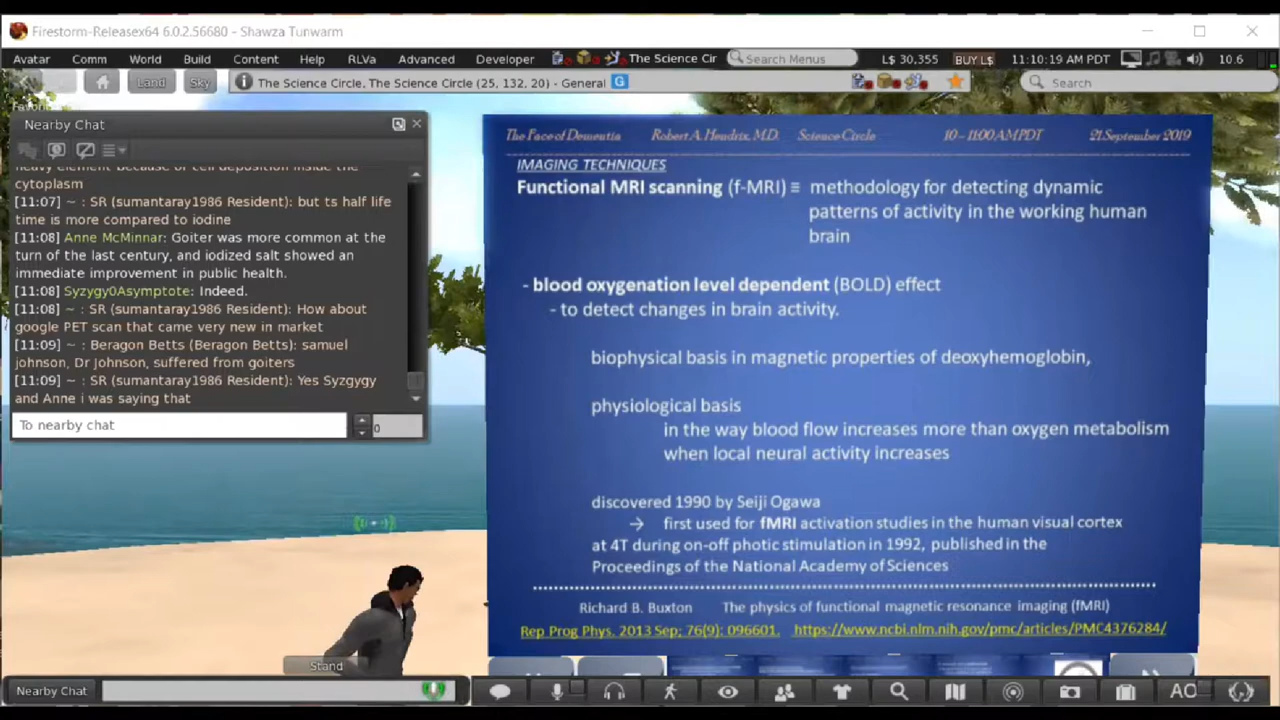 Firestorm-Releasex64 6.0.2.56680 - Shawza Tunwarm
Avatar Comm World Build Content Help RLVa Advanced Developer The Science Cir Search Menus L$ 30,355 BUY L$ 11:10:19 AM PDT 10.6
Land Sky The Science Circle, The Science Circle (25, 132, 20) - General G Search
Nearby Chat
heavy element because of cell deposition inside the
cytoplasm
[11:07] ~ : SR (sumantaray1986 Resident): but ts half life
time is more compared to iodine
[11:08] Anne McMinnar: Goiter was more common at the
turn of the last century, and iodized salt showed an
immediate improvement in public health.
[11:08] Syzygy0Asymptote: Indeed.
[11:08] ~ : SR (sumantaray1986 Resident): How about
google PET scan that came very new in market
[11:09] ~ : Beragon Betts (Beragon Betts): samuel
johnson, Dr Johnson, suffered from goiters
[11:09] ~ : SR (sumantaray1986 Resident): Yes Syzgygy
and Anne i was saying that
To nearby chat
0
The Face of Dementia Robert A. Hendrix, M.D. Science Circle 10 - 11:00 AM PDT 21 September 2019
IMAGING TECHNIQUES
Functional MRI scanning (f-MRI) ≡ methodology for detecting dynamic
patterns of activity in the working human
brain
- blood oxygenation level dependent (BOLD) effect
- to detect changes in brain activity.
biophysical basis in magnetic properties of deoxyhemoglobin,
physiological basis
in the way blood flow increases more than oxygen metabolism
when local neural activity increases
discovered 1990 by Seiji Ogawa
→ first used for fMRI activation studies in the human visual cortex
at 4T during on-off photic stimulation in 1992, published in the
Proceedings of the National Academy of Sciences
Richard B. Buxton The physics of functional magnetic resonance imaging (fMRI)
Rep Prog Phys. 2013 Sep; 76(9): 096601. https://www.ncbi.nlm.nih.gov/pmc/articles/PMC4376284/
Stand
Nearby Chat
AO